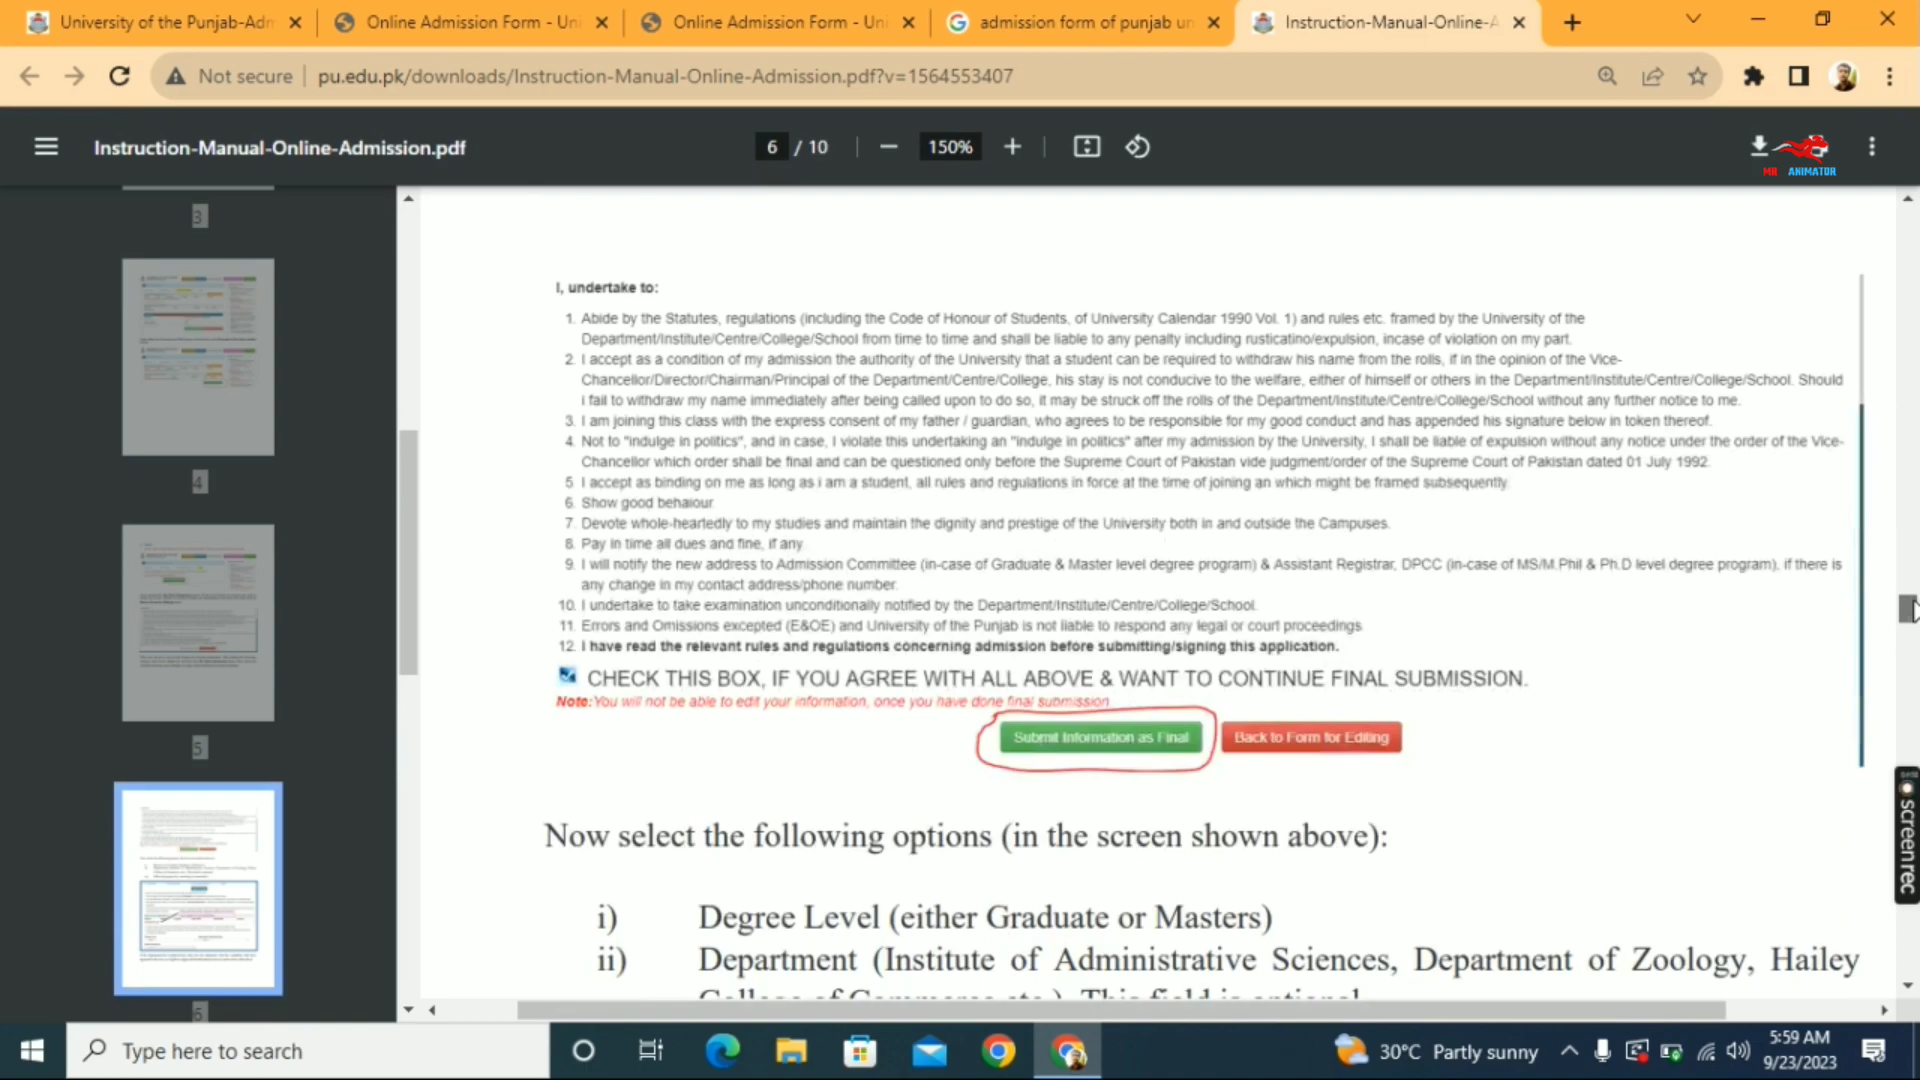 University of the Punjab-Adm
Online Admission Form - Uni
Online Admission Form - Uni
admission form of punjab un
Instruction-Manual-Online-A
Not secure
pu.edu.pk/downloads/Instruction-Manual-Online-Admission.pdf?v=1564553407
Instruction-Manual-Online-Admission.pdf
6 / 10
150%
MR ANIMATOR
3
4
5
6
I, undertake to:
1. Abide by the Statutes, regulations (including the Code of Honour of Students, of University Calendar 1990 Vol. 1) and rules etc. framed by the University of the
Department/Institute/Centre/College/School from time to time and shall be liable to any penalty including rusticatino/expulsion, incase of violation on my part.
2. I accept as a condition of my admission the authority of the University that a student can be required to withdraw his name from the rolls, if in the opinion of the Vice-
Chancellor/Director/Chairman/Principal of the Department/Centre/College, his stay is not conducive to the welfare, either of himself or others in the Department/Institute/Centre/College/School. Should
i fail to withdraw my name immediately after being called upon to do so, it may be struck off the rolls of the Department/Institute/Centre/College/School without any further notice to me.
3. I am joining this class with the express consent of my father / guardian, who agrees to be responsible for my good conduct and has appended his signature below in token thereof.
4. Not to "indulge in politics", and in case, I violate this undertaking an "indulge in politics" after my admission by the University, I shall be liable of expulsion without any notice under the order of the Vice-
Chancellor which order shall be final and can be questioned only before the Supreme Court of Pakistan vide judgment/order of the Supreme Court of Pakistan dated 01 July 1992.
5 I accept as binding on me as long as i am a student, all rules and regulations in force at the time of joining an which might be framed subsequently
6. Show good behaiour
7. Devote whole-heartedly to my studies and maintain the dignity and prestige of the University both in and outside the Campuses.
8. Pay in time all dues and fine, if any
9. I will notify the new address to Admission Committee (in-case of Graduate & Master level degree program) & Assistant Registrar, DPCC (in-case of MS/M.Phil & Ph.D level degree program), if there is
any change in my contact address/phone number.
10. I undertake to take examination unconditionally notified by the Department/Institute/Centre/College/School.
11. Errors and Omissions excepted (E&OE) and University of the Punjab is not liable to respond any legal or court proceedings.
12. I have read the relevant rules and regulations concerning admission before submitting/signing this application.
CHECK THIS BOX, IF YOU AGREE WITH ALL ABOVE & WANT TO CONTINUE FINAL SUBMISSION.
Note: You will not be able to edit your information, once you have done final submission
Submit Information as Final
Back to Form for Editing
Now select the following options (in the screen shown above):
i) Degree Level (either Graduate or Masters)
ii) Department (Institute of Administrative Sciences, Department of Zoology, Hailey
College of Commerce etc.). This field is optional
screenrec
Type here to search
30°C Partly sunny
5:59 AM
9/23/2023